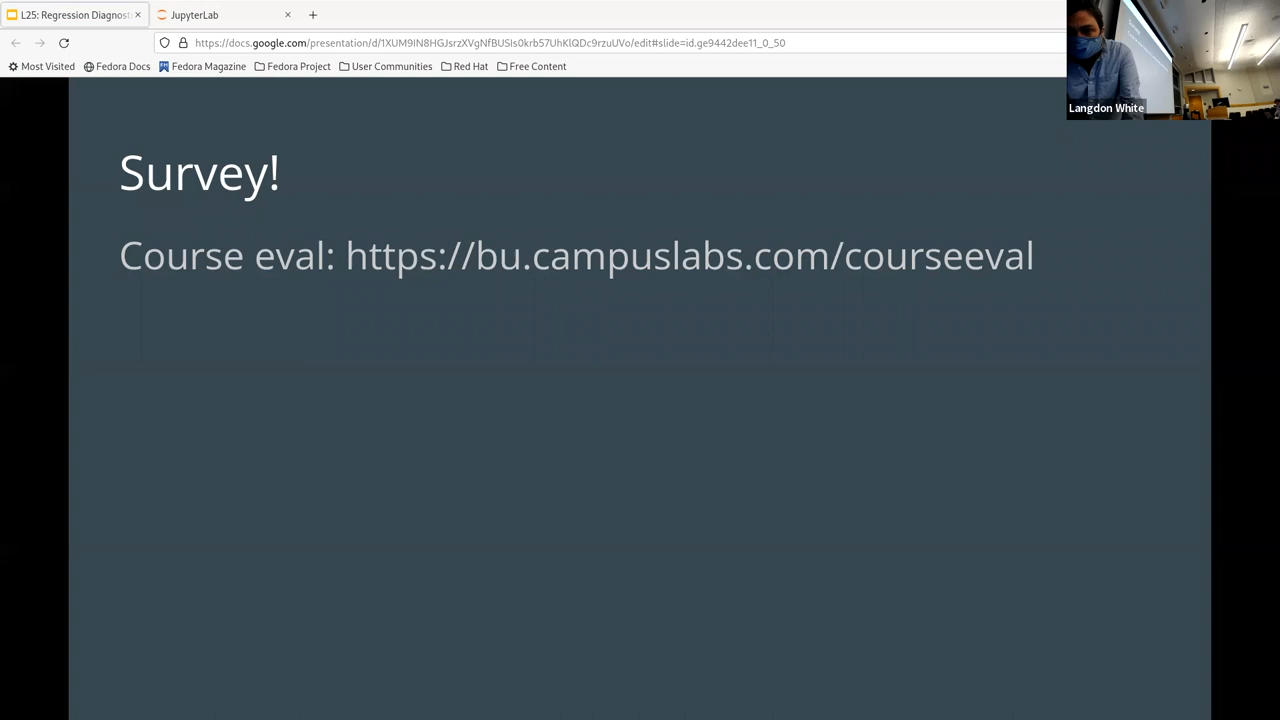 L25: Regression Diagnost
JupyterLab
https://docs.google.com/presentation/d/1XUM9IN8HGJsrzXVgNfBUSIs0krb57UhKlQDc9rzuUVo/edit#slide=id.ge9442dee11_0_50
Most Visited
Fedora Docs
Fedora Magazine
Fedora Project
User Communities
Red Hat
Free Content
Langdon White
Survey!
Course eval: https://bu.campuslabs.com/courseeval